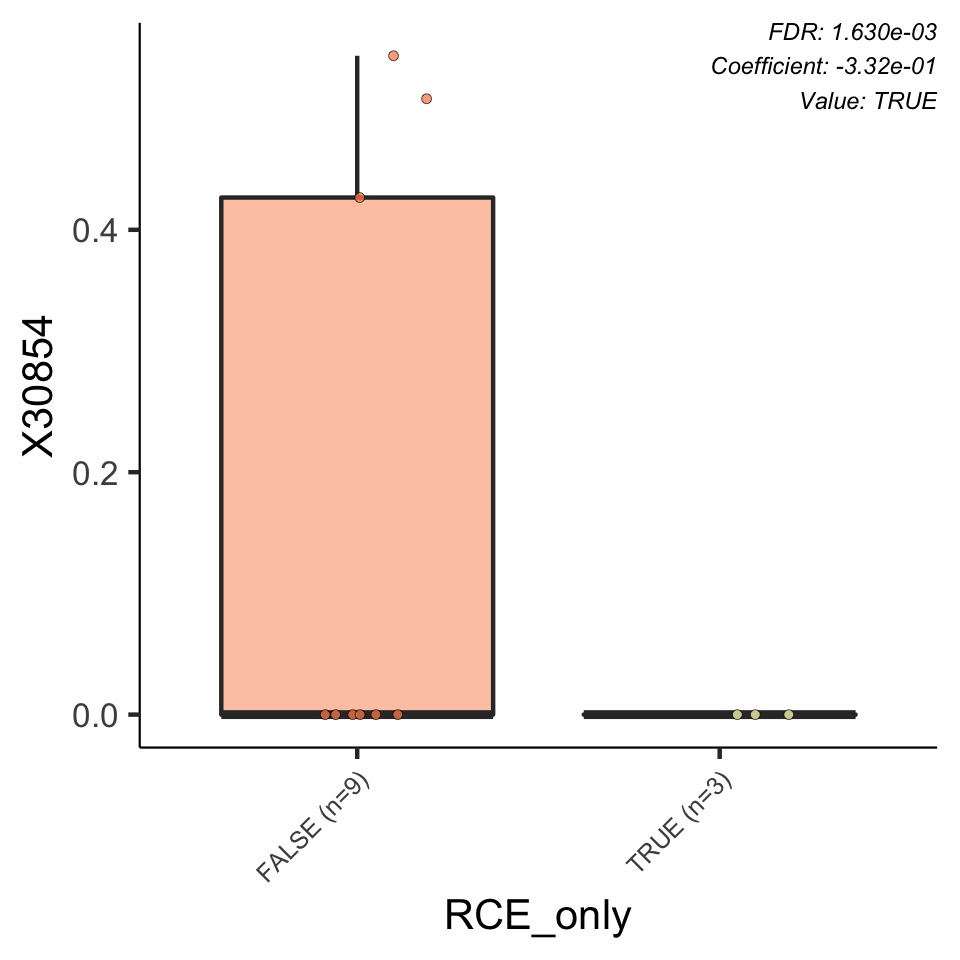 FDR: 1.630e-03
Coefficient: -3.32e-01
Value: TRUE
X30854
0.4
0.2
0.0
FALSE (n=9)
TRUE (n=3)
RCE_only